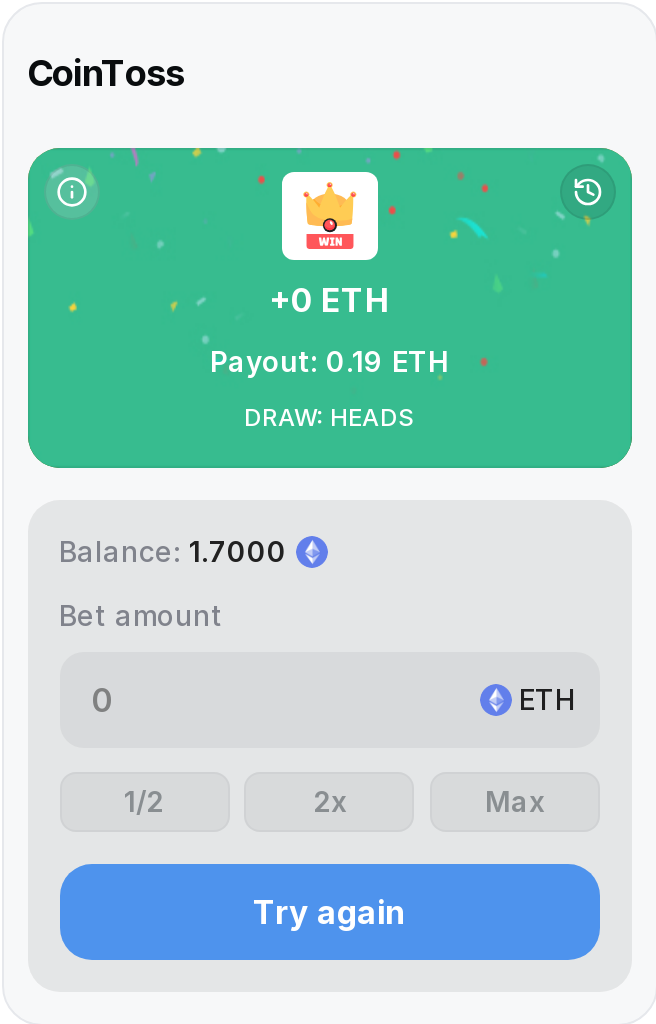 CoinToss
WIN
+0 ETH
Payout: 0.19 ETH
DRAW: HEADS
Balance: 1.7000
Bet amount
0 ETH
1/2 2x Max
Try again